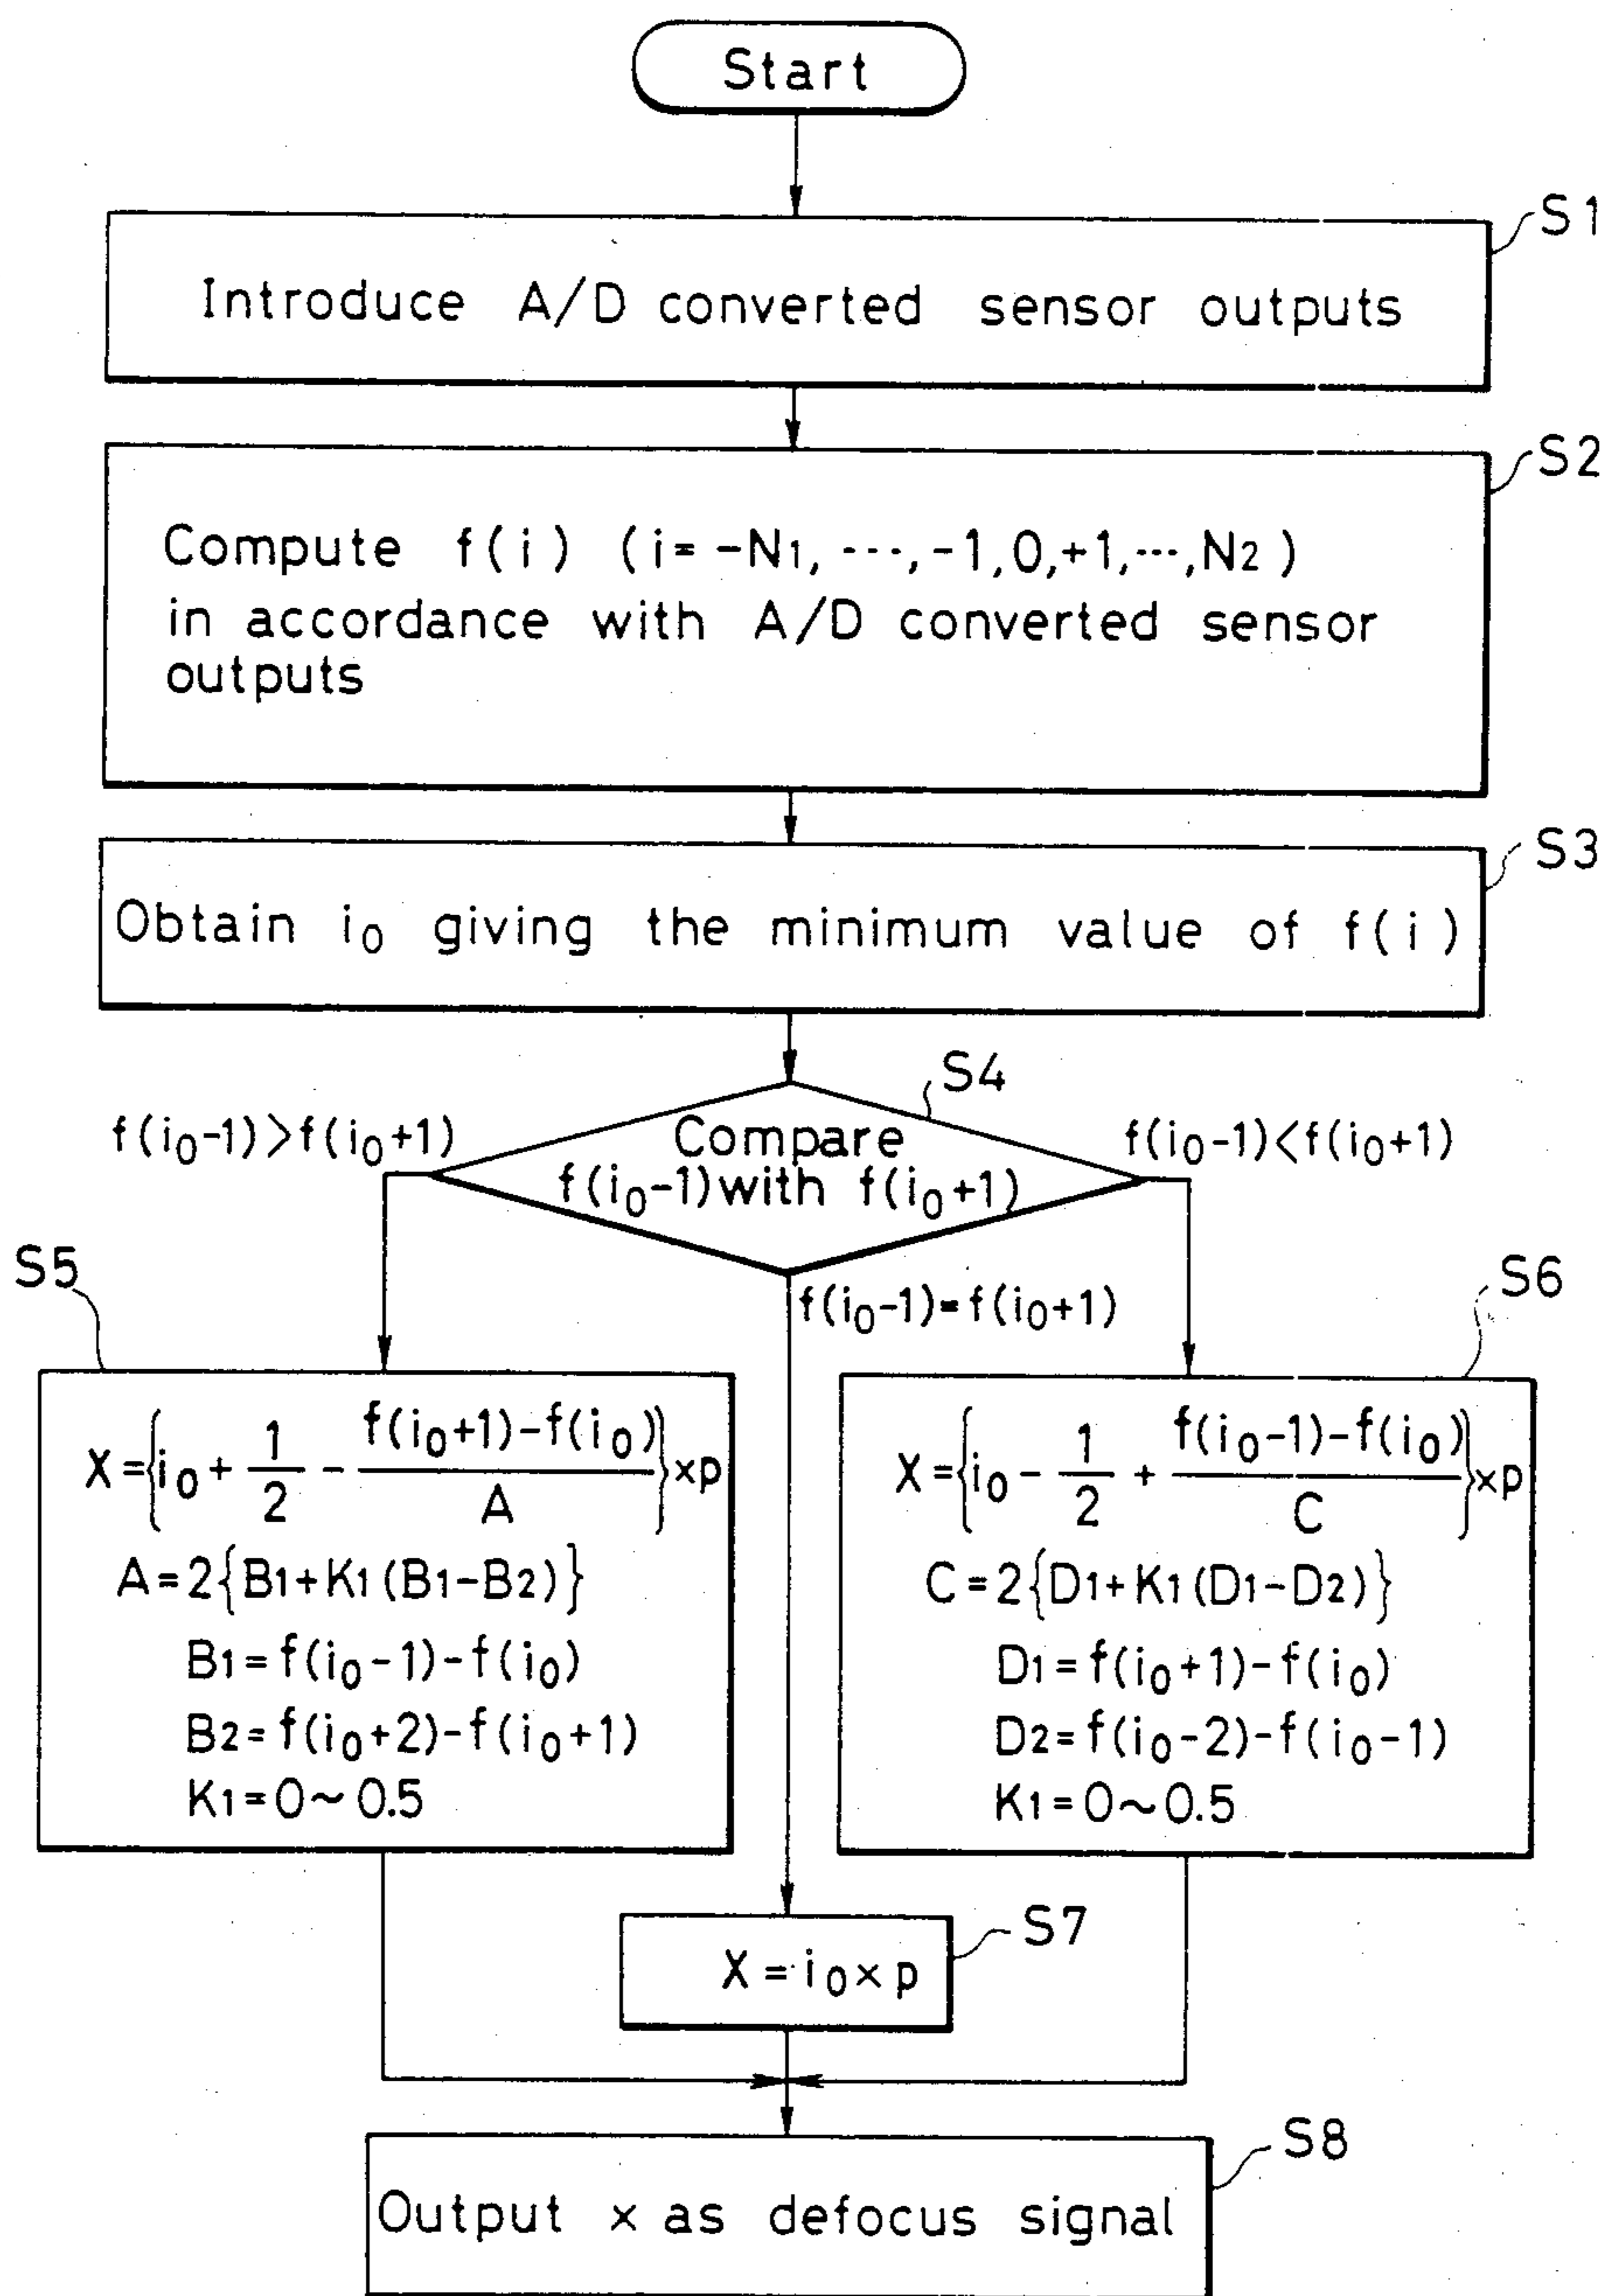 Start
S1
Introduce A/D converted sensor outputs
S2
Compute f(i) (i=-N1, ---,-1,0,+1,---,N2)
in accordance with A/D converted sensor
outputs
S3
Obtain i0 giving the minimum value of f(i)
S4
f(i0-1)>f(i0+1)
Compare
f(i0-1)with f(i0+1)
f(i0-1)<f(i0+1)
f(i0-1)=f(i0+1)
S5
X={i0+1/2-(f(i0+1)-f(i0))/A}×p
A=2{B1+K1(B1-B2)}
B1=f(i0-1)-f(i0)
B2=f(i0+2)-f(i0+1)
K1=0~0.5
S6
X={i0-1/2+(f(i0-1)-f(i0))/C}×p
C=2{D1+K1(D1-D2)}
D1=f(i0+1)-f(i0)
D2=f(i0-2)-f(i0-1)
K1=0~0.5
S7
X=i0×p
S8
Output x as defocus signal